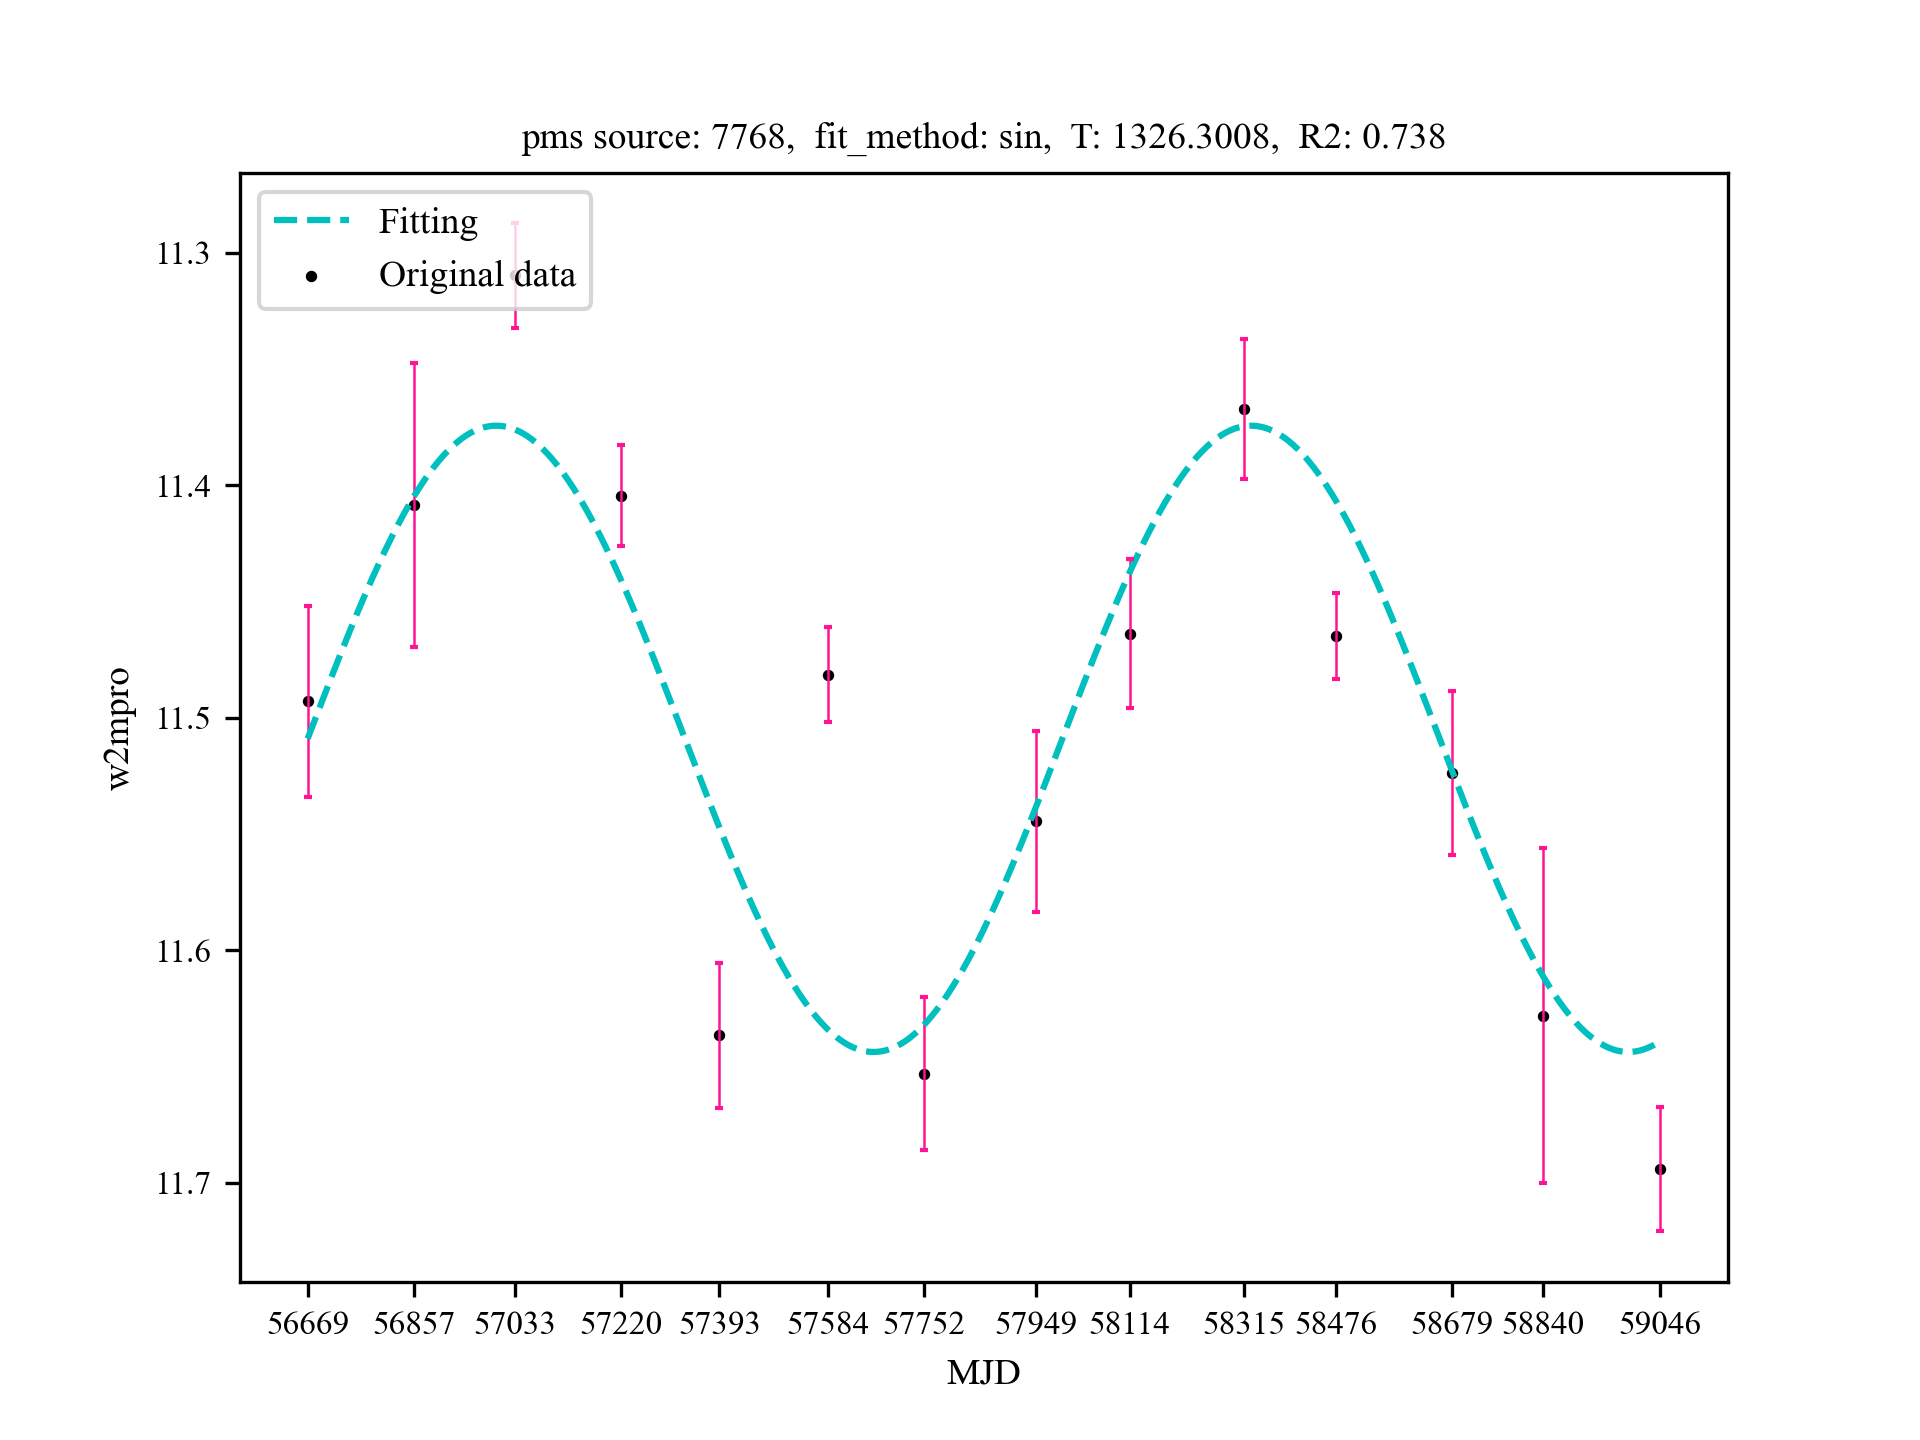 pms source: 7768, fit_method: sin, T: 1326.3008, R2: 0.738
Fitting
Original data
11.3
11.4
11.5
11.6
11.7
w2mpro
56669 56857 57033 57220 57393 57584 57752 57949 58114 58315 58476 58679 58840 59046
MJD